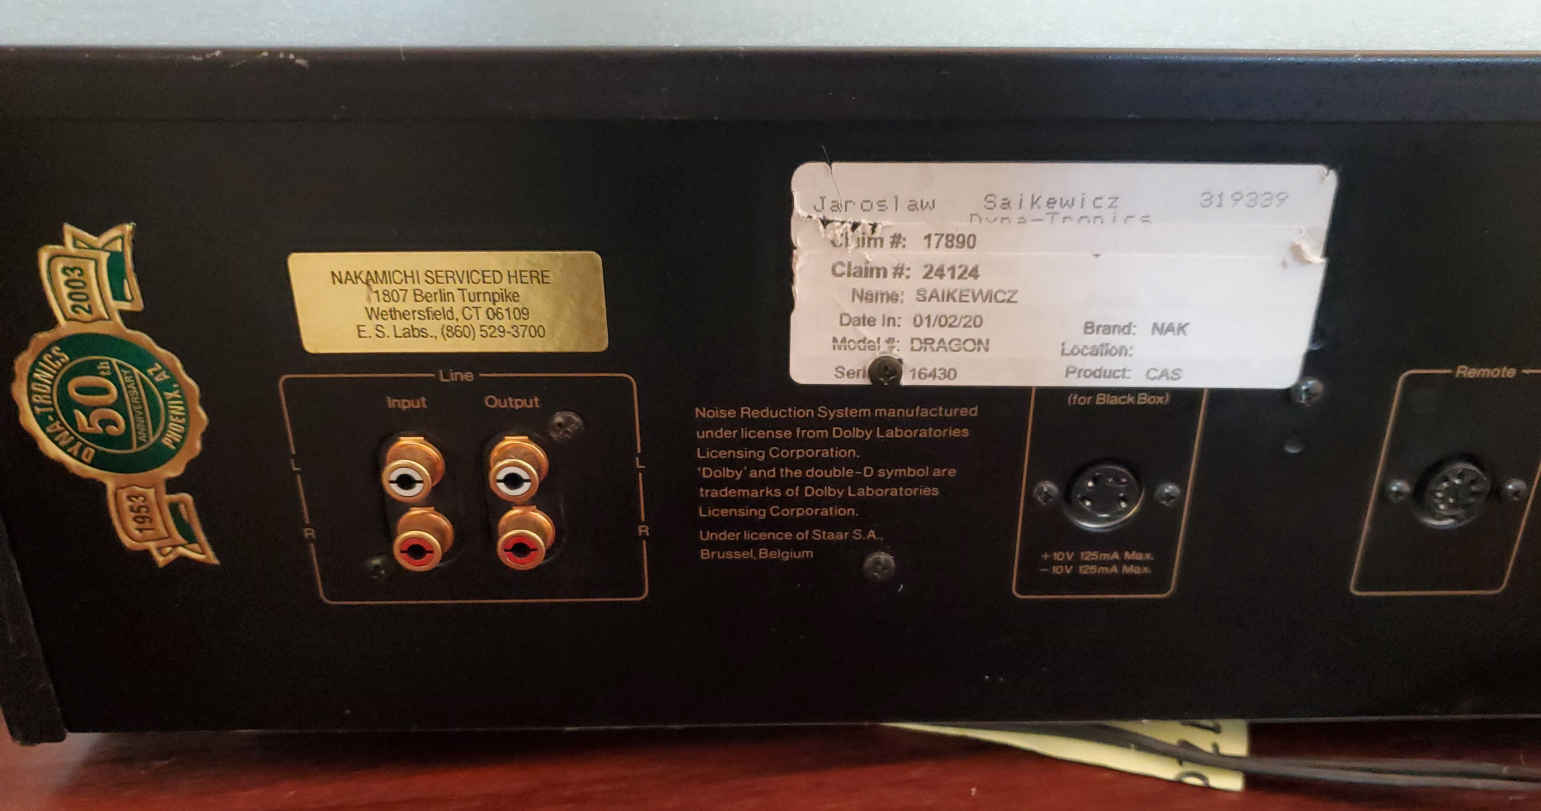 2003
DYNA-TRONICS
50th
ANNIVERSARY
PHOENIX, AZ
1953
NAKAMICHI SERVICED HERE
1807 Berlin Turnpike
Wethersfield, CT 06109
E. S. Labs., (860) 529-3700
Jaroslaw Saikewicz 319339
Dyna-Tronics
Claim #: 17890
Claim #: 24124
Name: SAIKEWICZ
Date In: 01/02/20 Brand: NAK
Model #: DRAGON Location:
16430 Product: CAS
Line
Input Output
L L
R R
Noise Reduction System manufactured
under license from Dolby Laboratories
Licensing Corporation.
'Dolby' and the double-D symbol are
trademarks of Dolby Laboratories
Licensing Corporation.
Under licence of Staar S.A.,
Brussel, Belgium
(for Black Box)
+10V 125mA Max.
-10V 125mA Max.
Remote